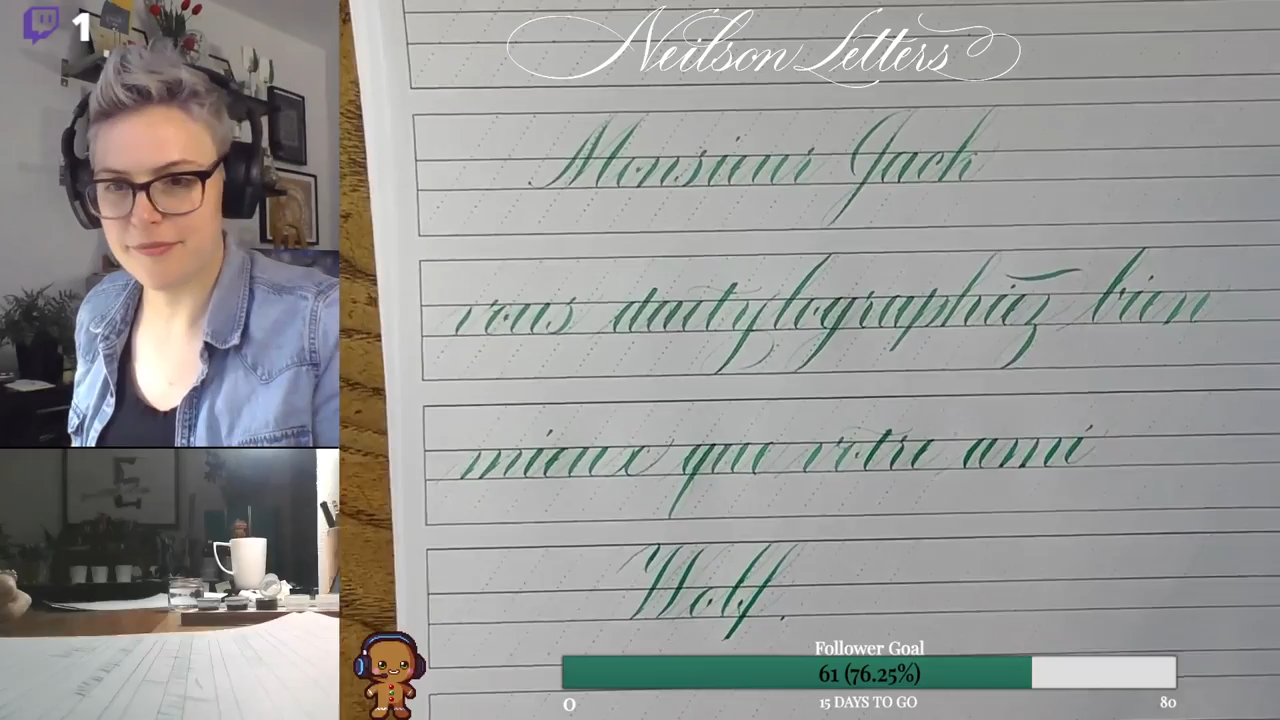 1
Neilson Letters
Monsieur Jack
vous dactylographiez bien
mieux que votre ami
Wolf.
Follower Goal
61 (76.25%)
0 15 DAYS TO GO 80